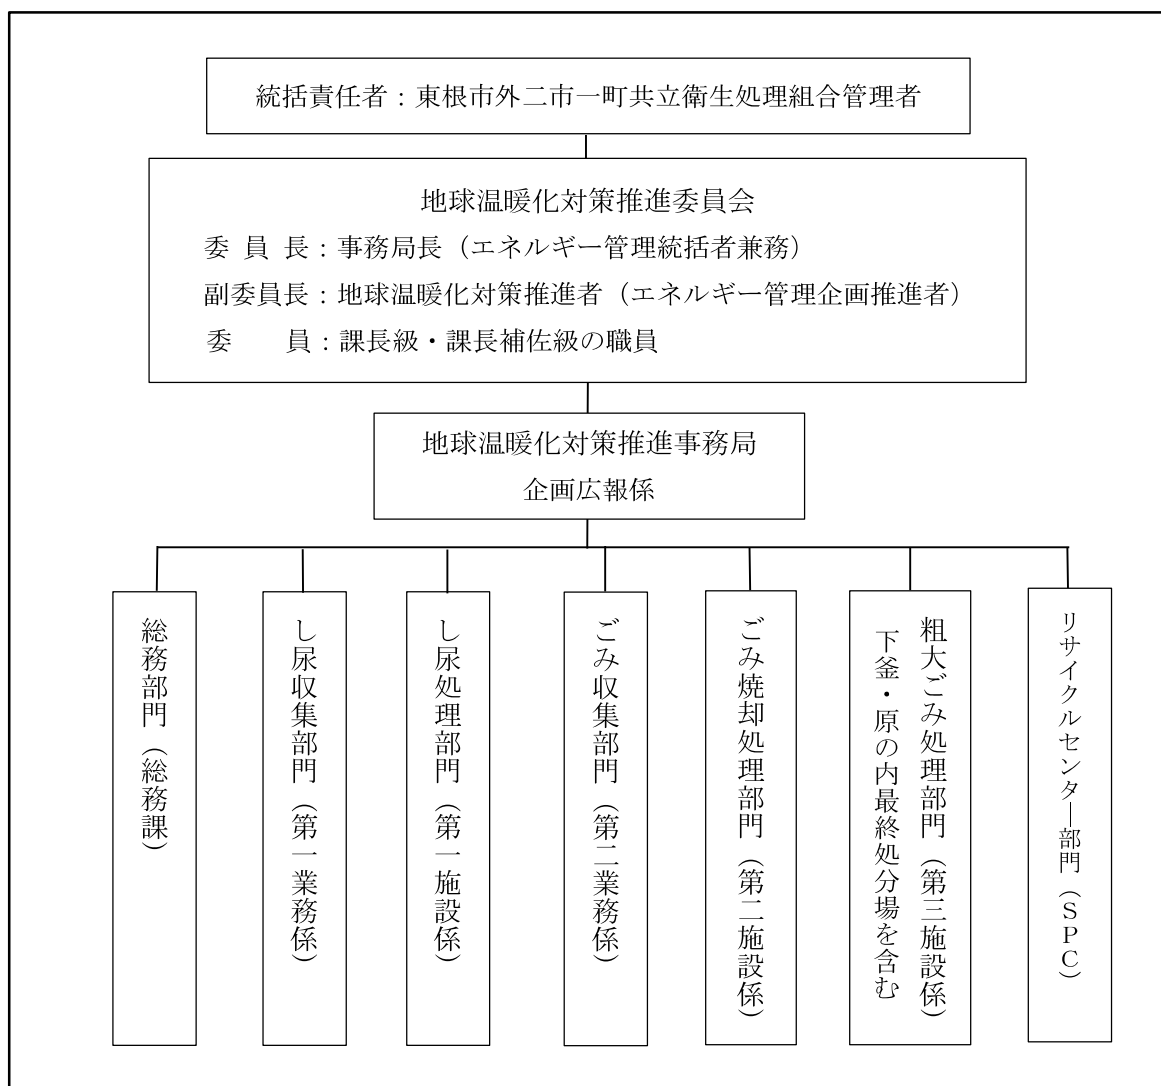 統括責任者：東根市外二市一町共立衛生処理組合管理者
地球温暖化対策推進委員会
委 員 長：事務局長（エネルギー管理統括者兼務）
副委員長：地球温暖化対策推進者（エネルギー管理企画推進者）
委　　員：課長級・課長補佐級の職員
地球温暖化対策推進事務局
企画広報係
総務部門（総務課）
し尿収集部門（第一業務係）
し尿処理部門（第一施設係）
ごみ収集部門（第二業務係）
ごみ焼却処理部門（第二施設係）
粗大ごみ処理部門（第三施設係）
下釜・原の内最終処分場を含む
リサイクルセンター部門（ＳＰＣ）